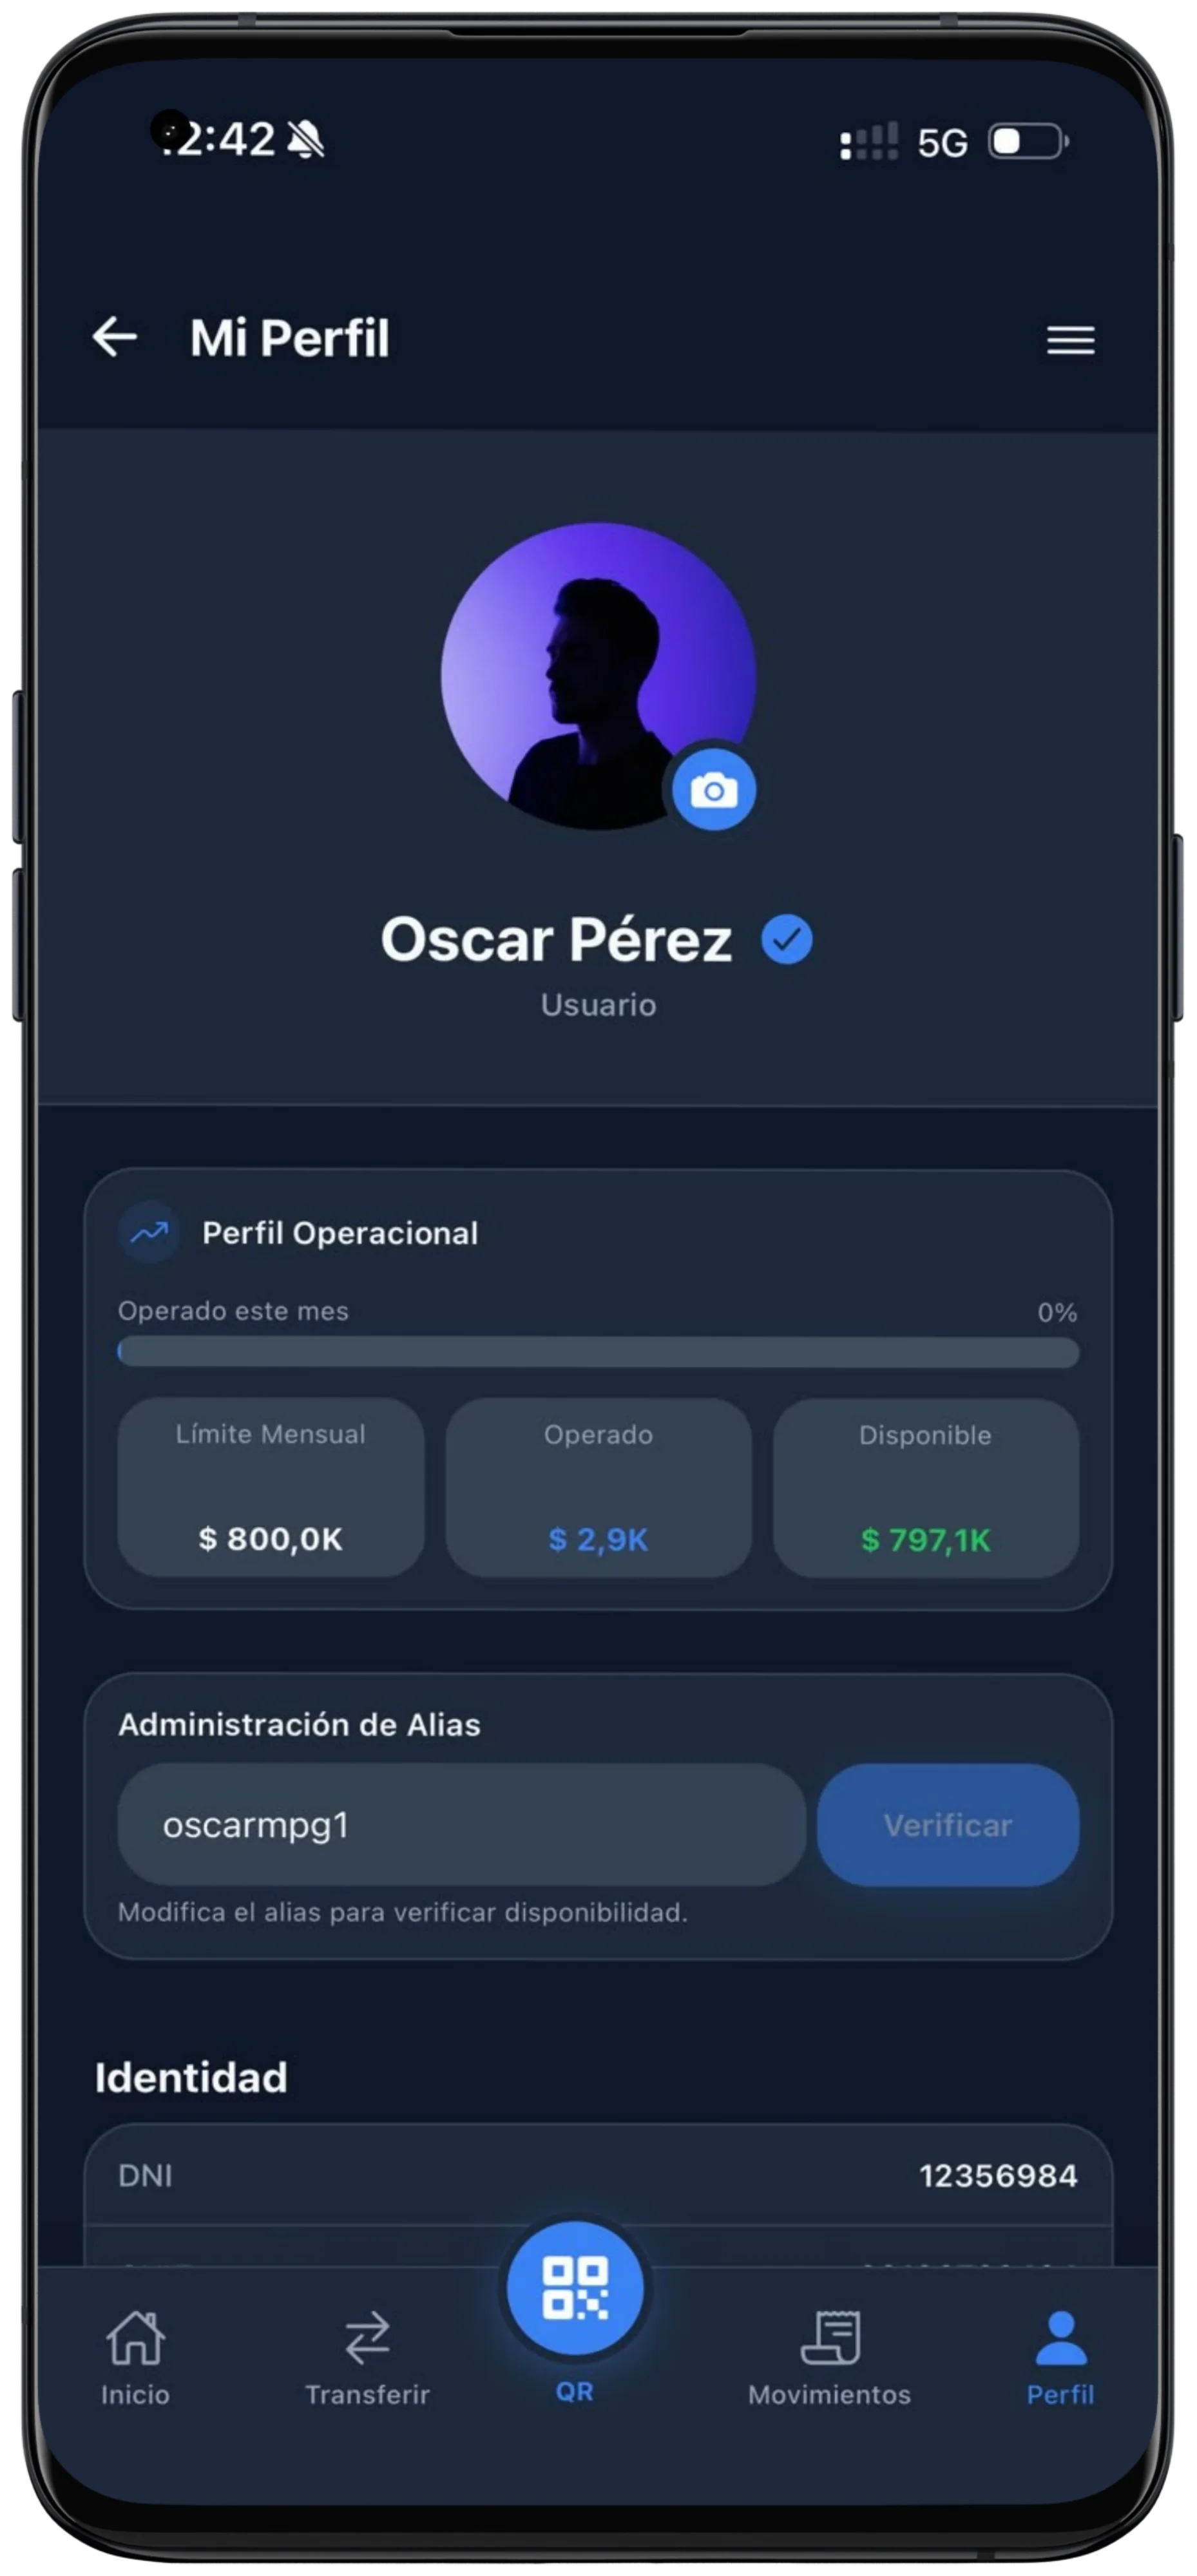 2:42
5G
Mi Perfil
Oscar Pérez
Usuario
Perfil Operacional
Operado este mes 0%
Límite Mensual Operado Disponible
$ 800,0K $ 2,9K $ 797,1K
Administración de Alias
oscarmpg1 Verificar
Modifica el alias para verificar disponibilidad.
Identidad
DNI 12356984
Inicio Transferir QR Movimientos Perfil